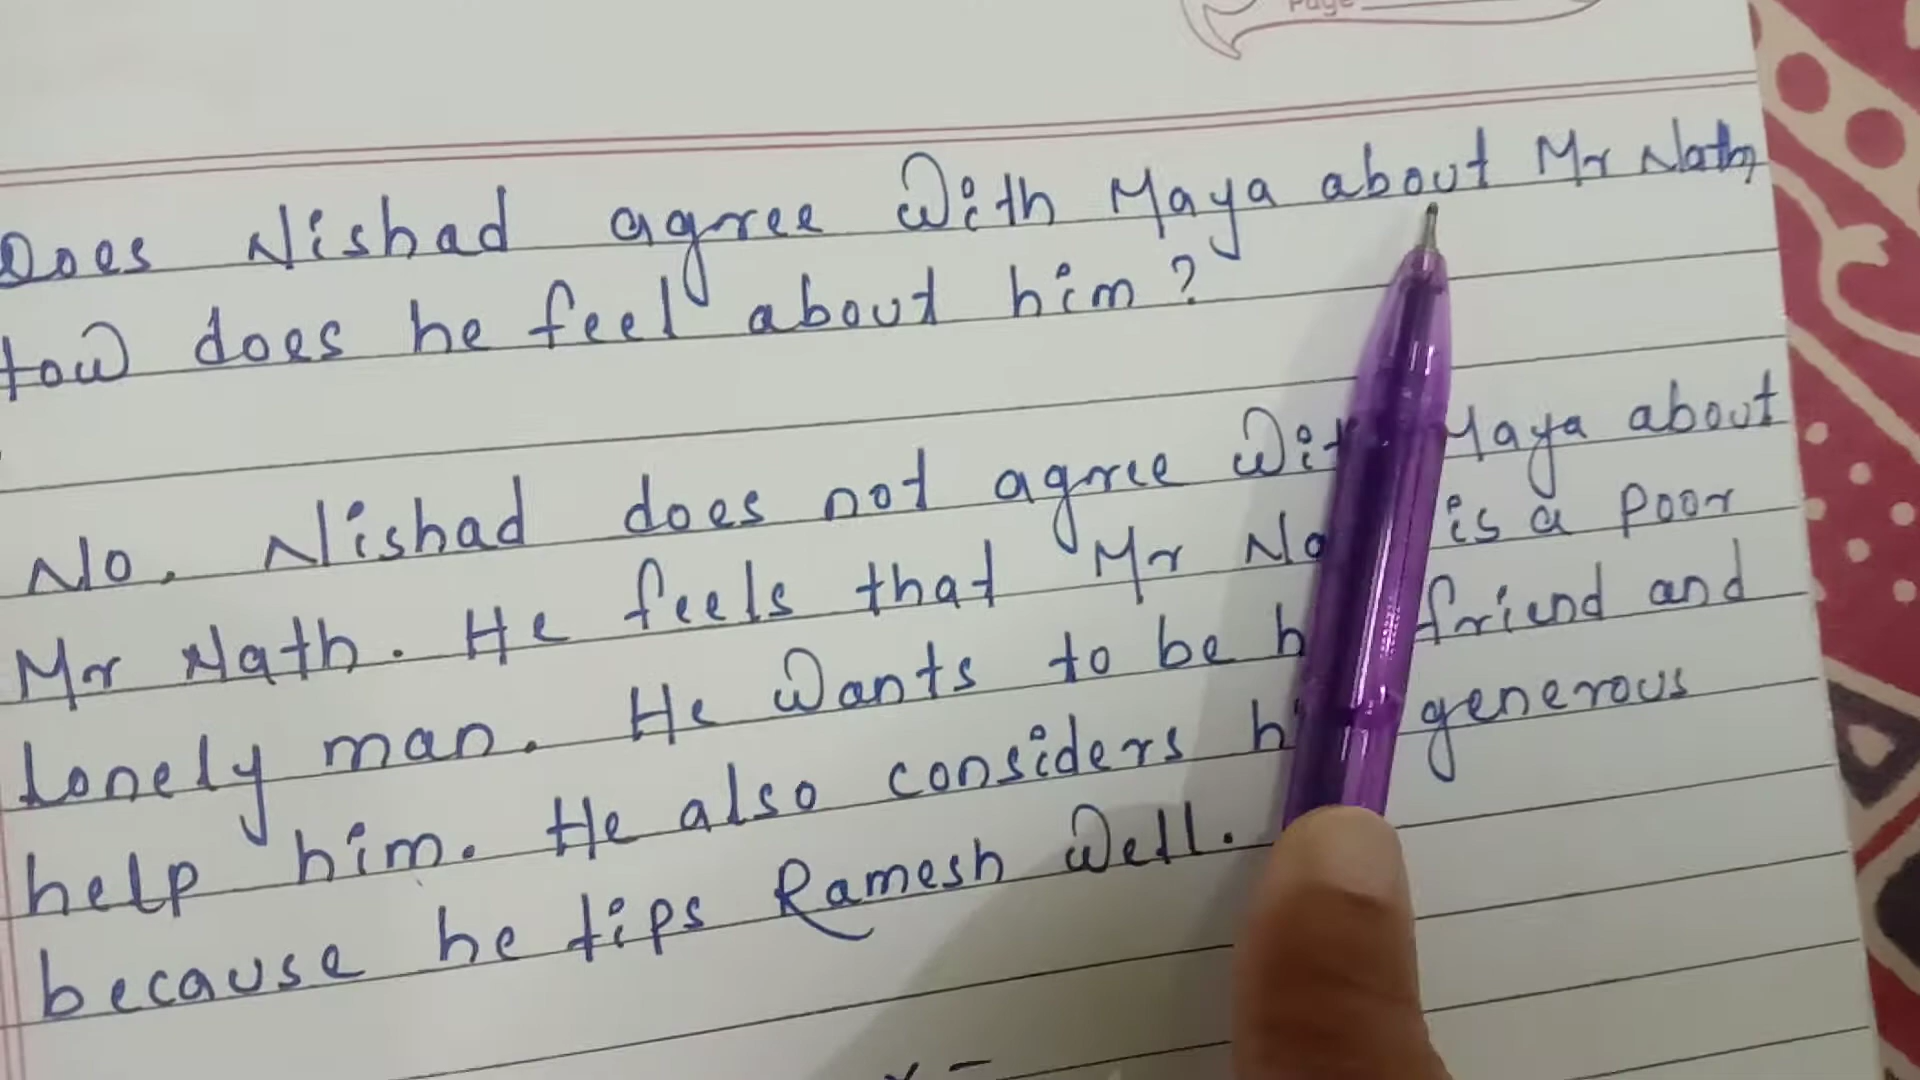 Page
Does Nishad agree with Maya about Mr Nath?
How does he feel about him?
No. Nishad does not agree with Maya about
Mr Nath. He feels that Mr is a poor
lonely man. He wants to be friend and
help him. He also considers generous
because he tips Ramesh well.